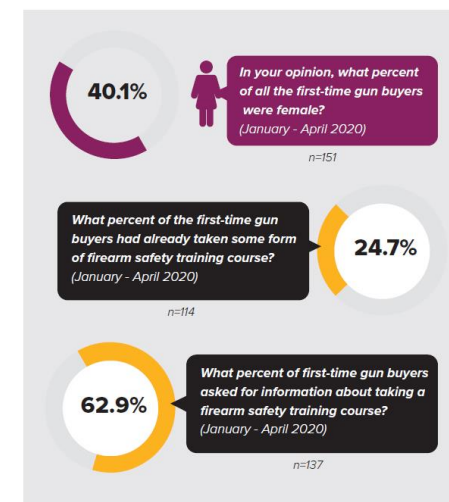 40.1%
In your opinion, what percent
of all the first-time gun buyers
were female?
(January - April 2020)
n=151
What percent of the first-time gun
buyers had already taken some form
of firearm safety training course?
(January - April 2020)
24.7%
n=114
62.9%
What percent of first-time gun buyers
asked for information about taking a
firearm safety training course?
(January - April 2020)
n=137